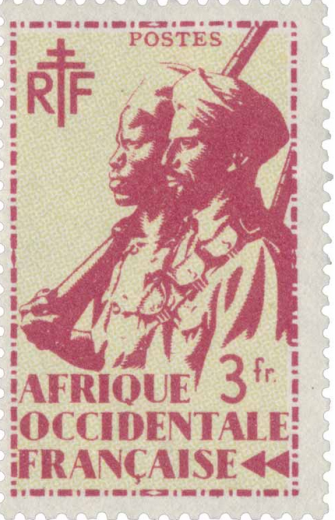 POSTES
RF
3 fr.
AFRIQUE
OCCIDENTALE
FRANÇAISE